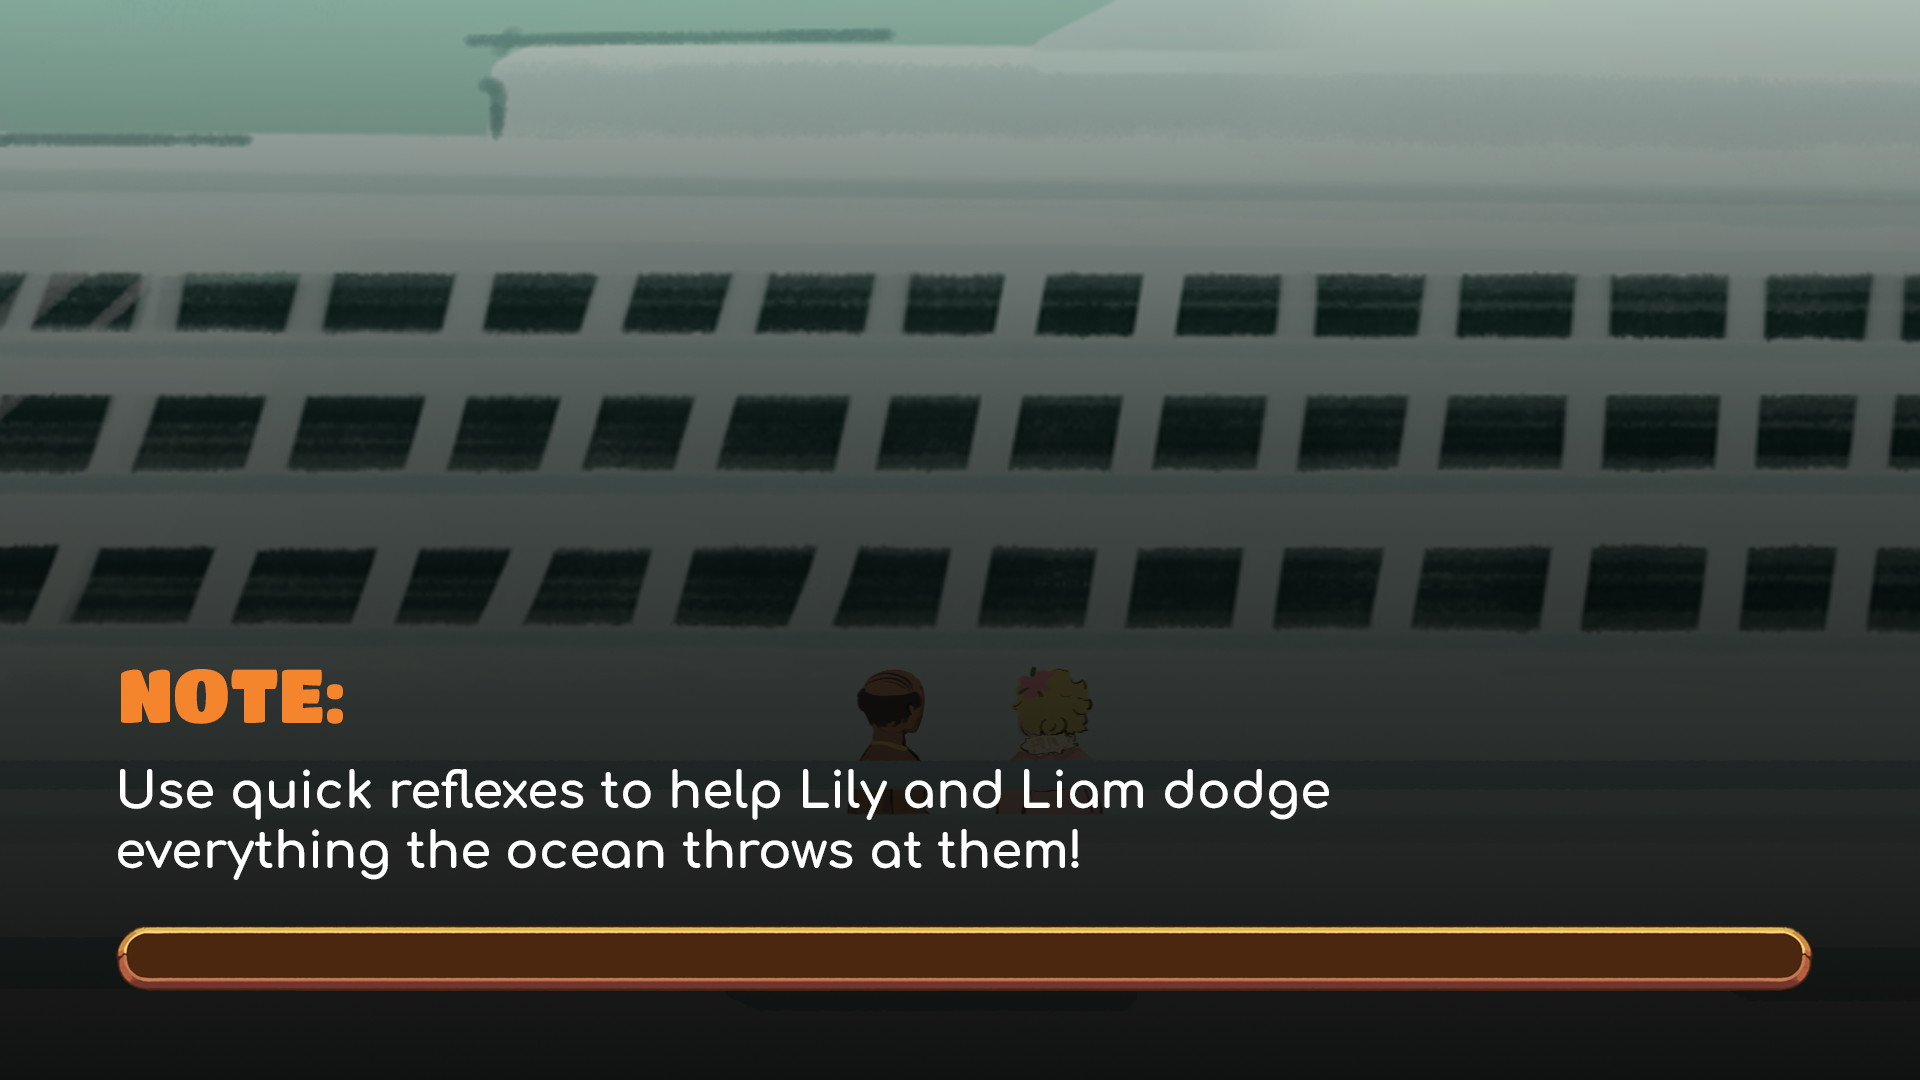 NOTE:
Use quick reflexes to help Lily and Liam dodge
everything the ocean throws at them!